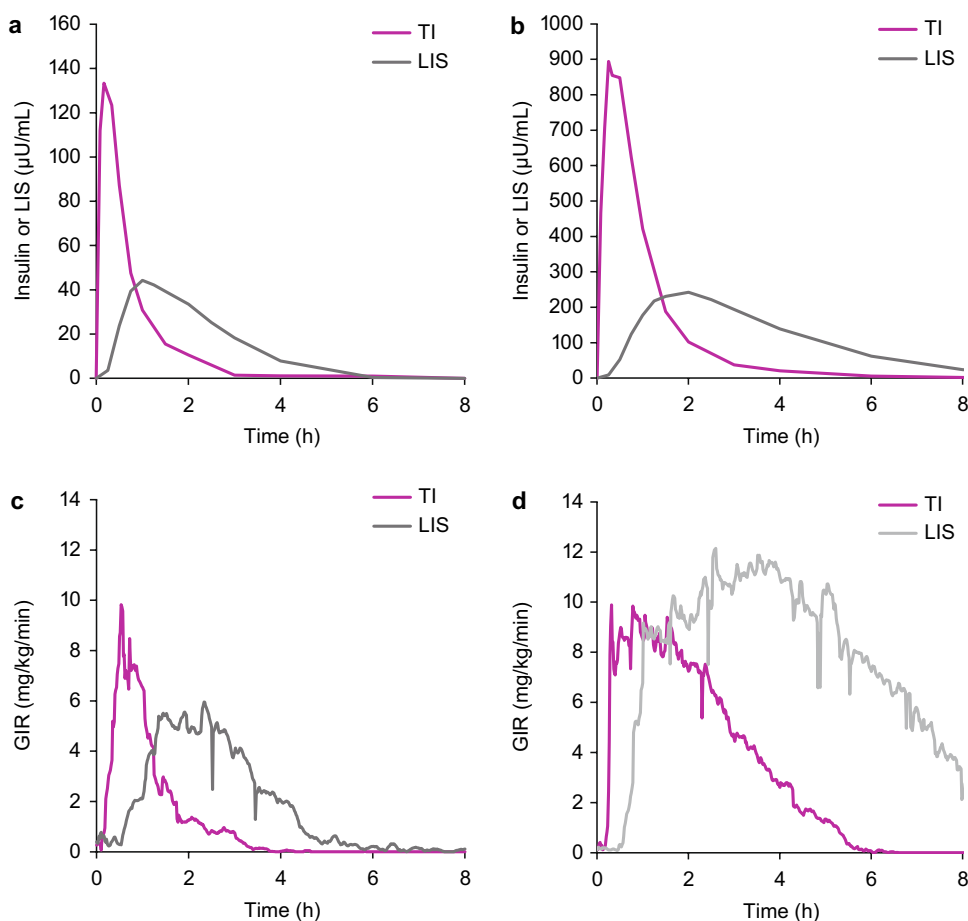 a
TI
LIS
Insulin or LIS (µU/mL)
160
140
120
100
80
60
40
20
0
0 2 4 6 8
Time (h)
b
TI
LIS
Insulin or LIS (µU/mL)
1000
900
800
700
600
500
400
300
200
100
0
0 2 4 6 8
Time (h)
c
TI
LIS
GIR (mg/kg/min)
14
12
10
8
6
4
2
0
0 2 4 6 8
Time (h)
d
TI
LIS
GIR (mg/kg/min)
14
12
10
8
6
4
2
0
0 2 4 6 8
Time (h)